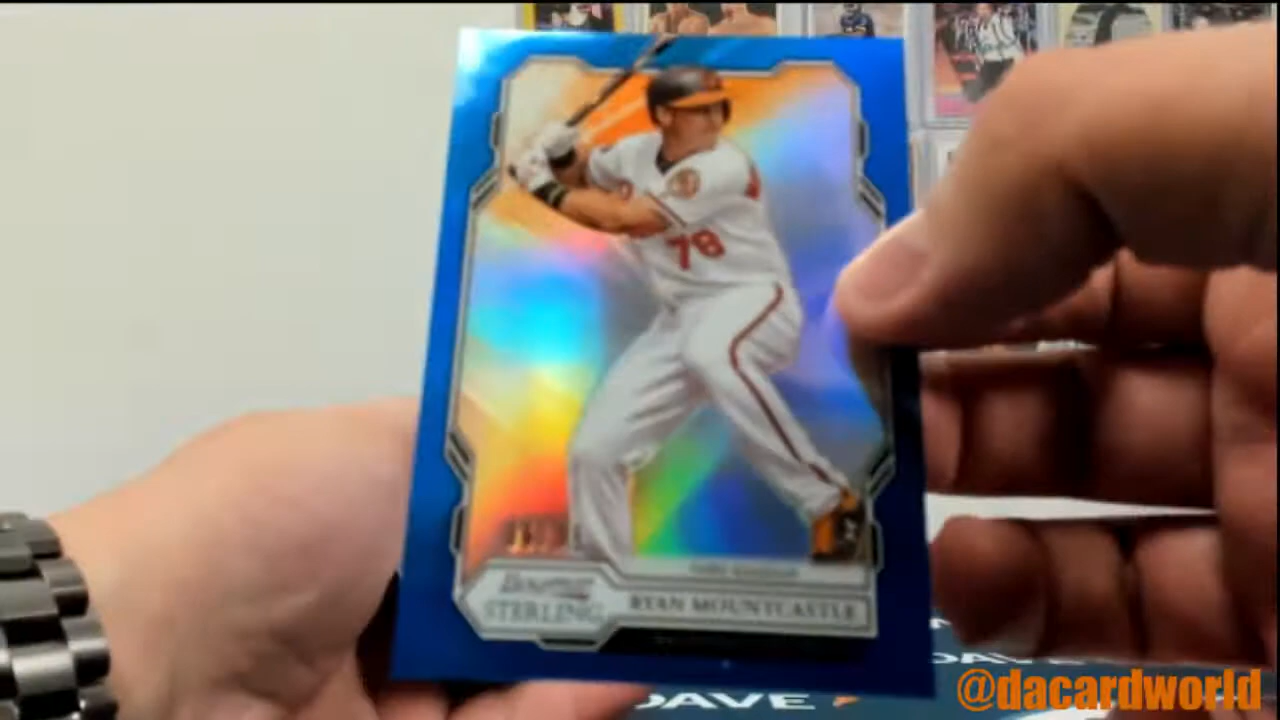 78
BOWMAN
STERLING
RYAN MOUNTCASTLE
DAVE
@dacardworld